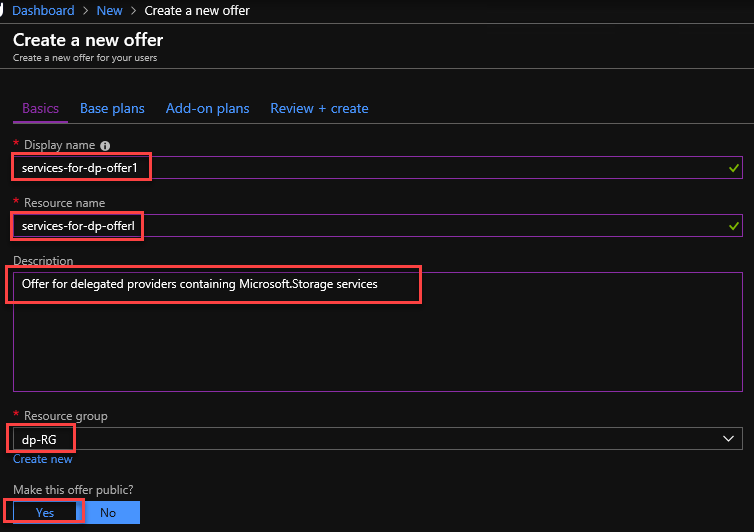 Dashboard > New > Create a new offer
Create a new offer
Create a new offer for your users
Basics Base plans Add-on plans Review + create
* Display name
services-for-dp-offer1
* Resource name
services-for-dp-offerl
Description
Offer for delegated providers containing Microsoft.Storage services
* Resource group
dp-RG
Create new
Make this offer public?
Yes No